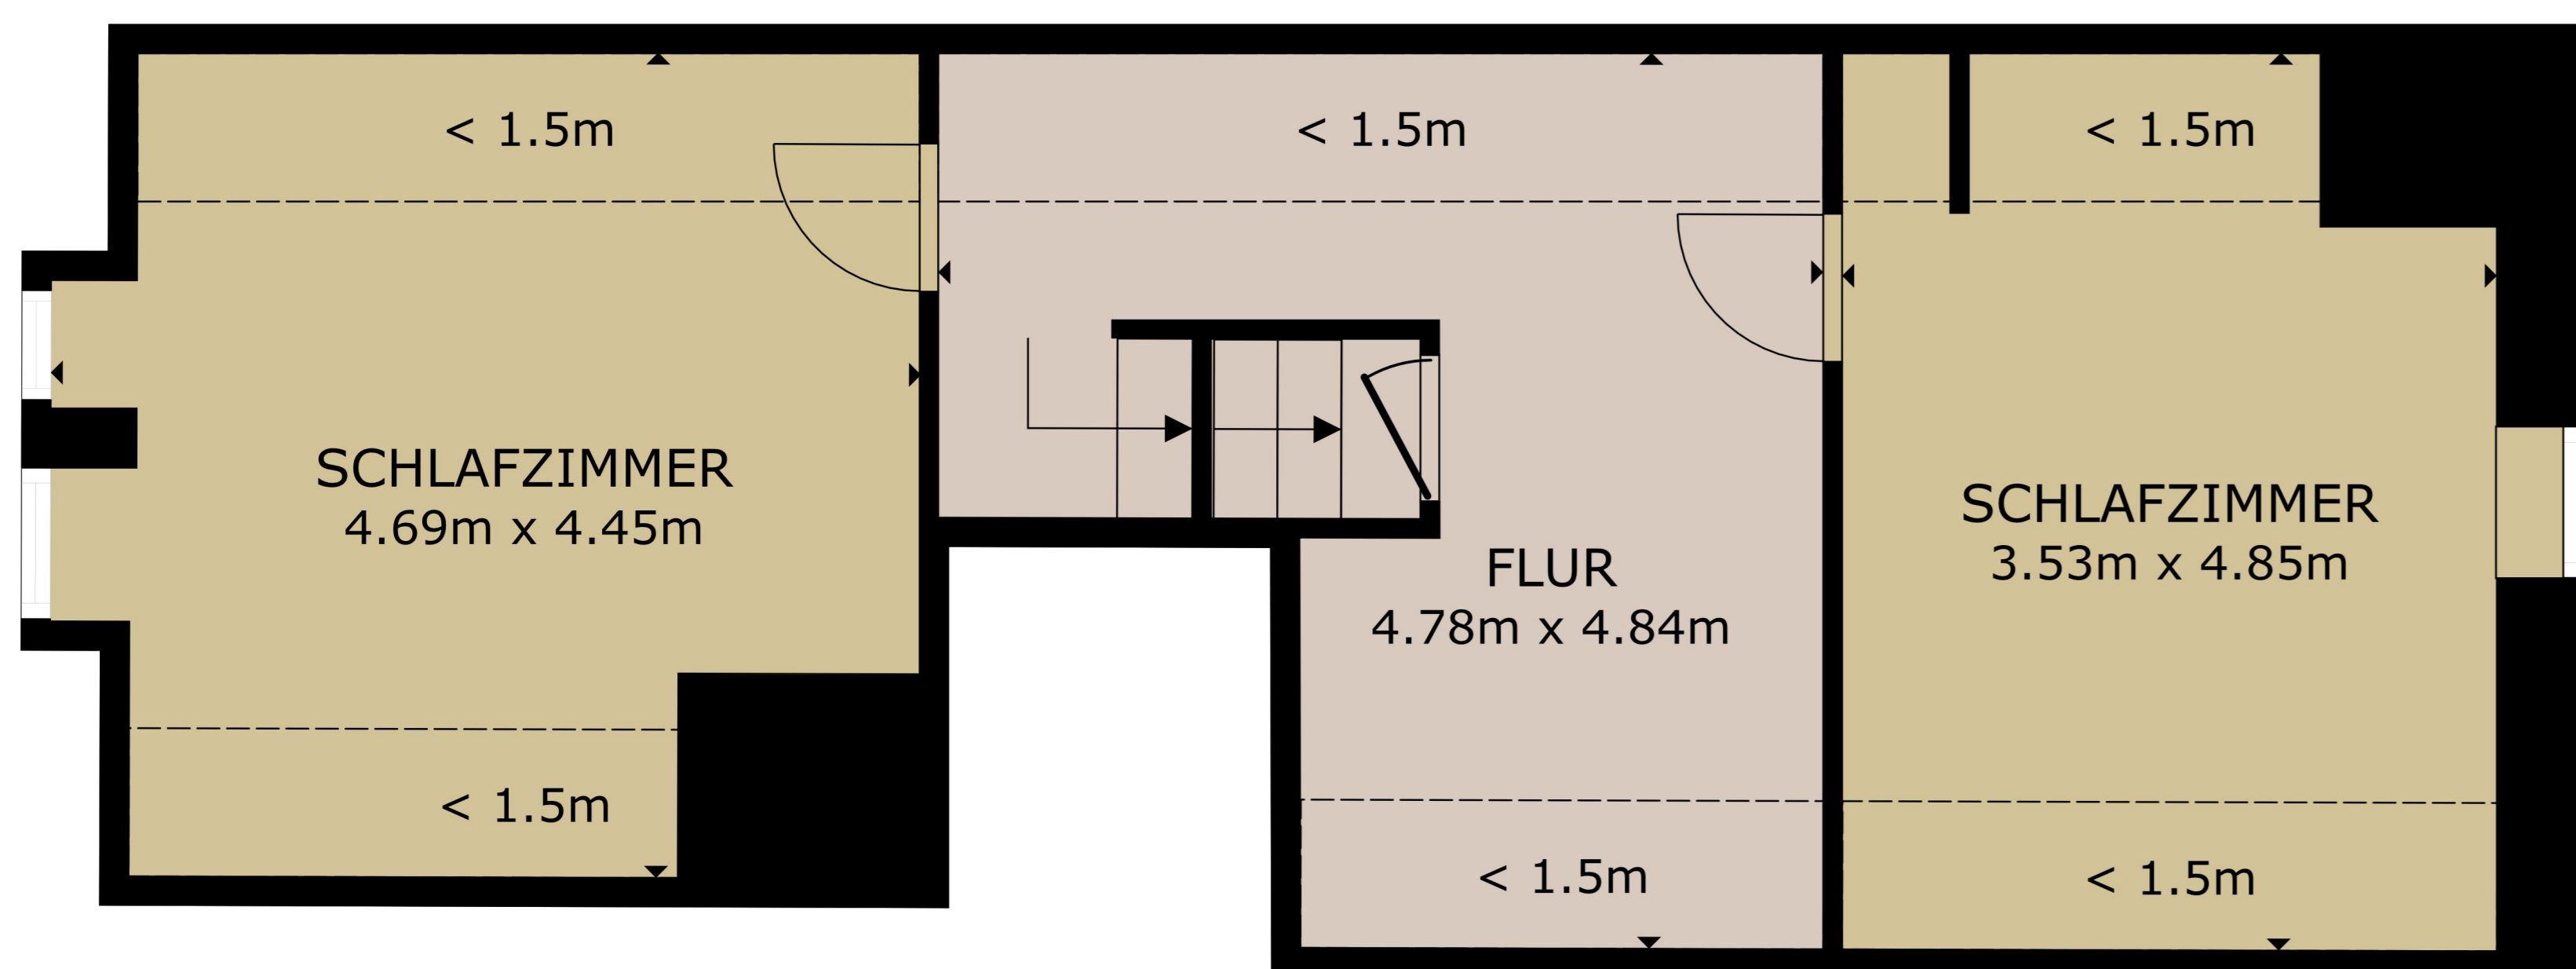 < 1.5m
< 1.5m
< 1.5m
SCHLAFZIMMER
4.69m x 4.45m
SCHLAFZIMMER
3.53m x 4.85m
FLUR
4.78m x 4.84m
< 1.5m
< 1.5m
< 1.5m